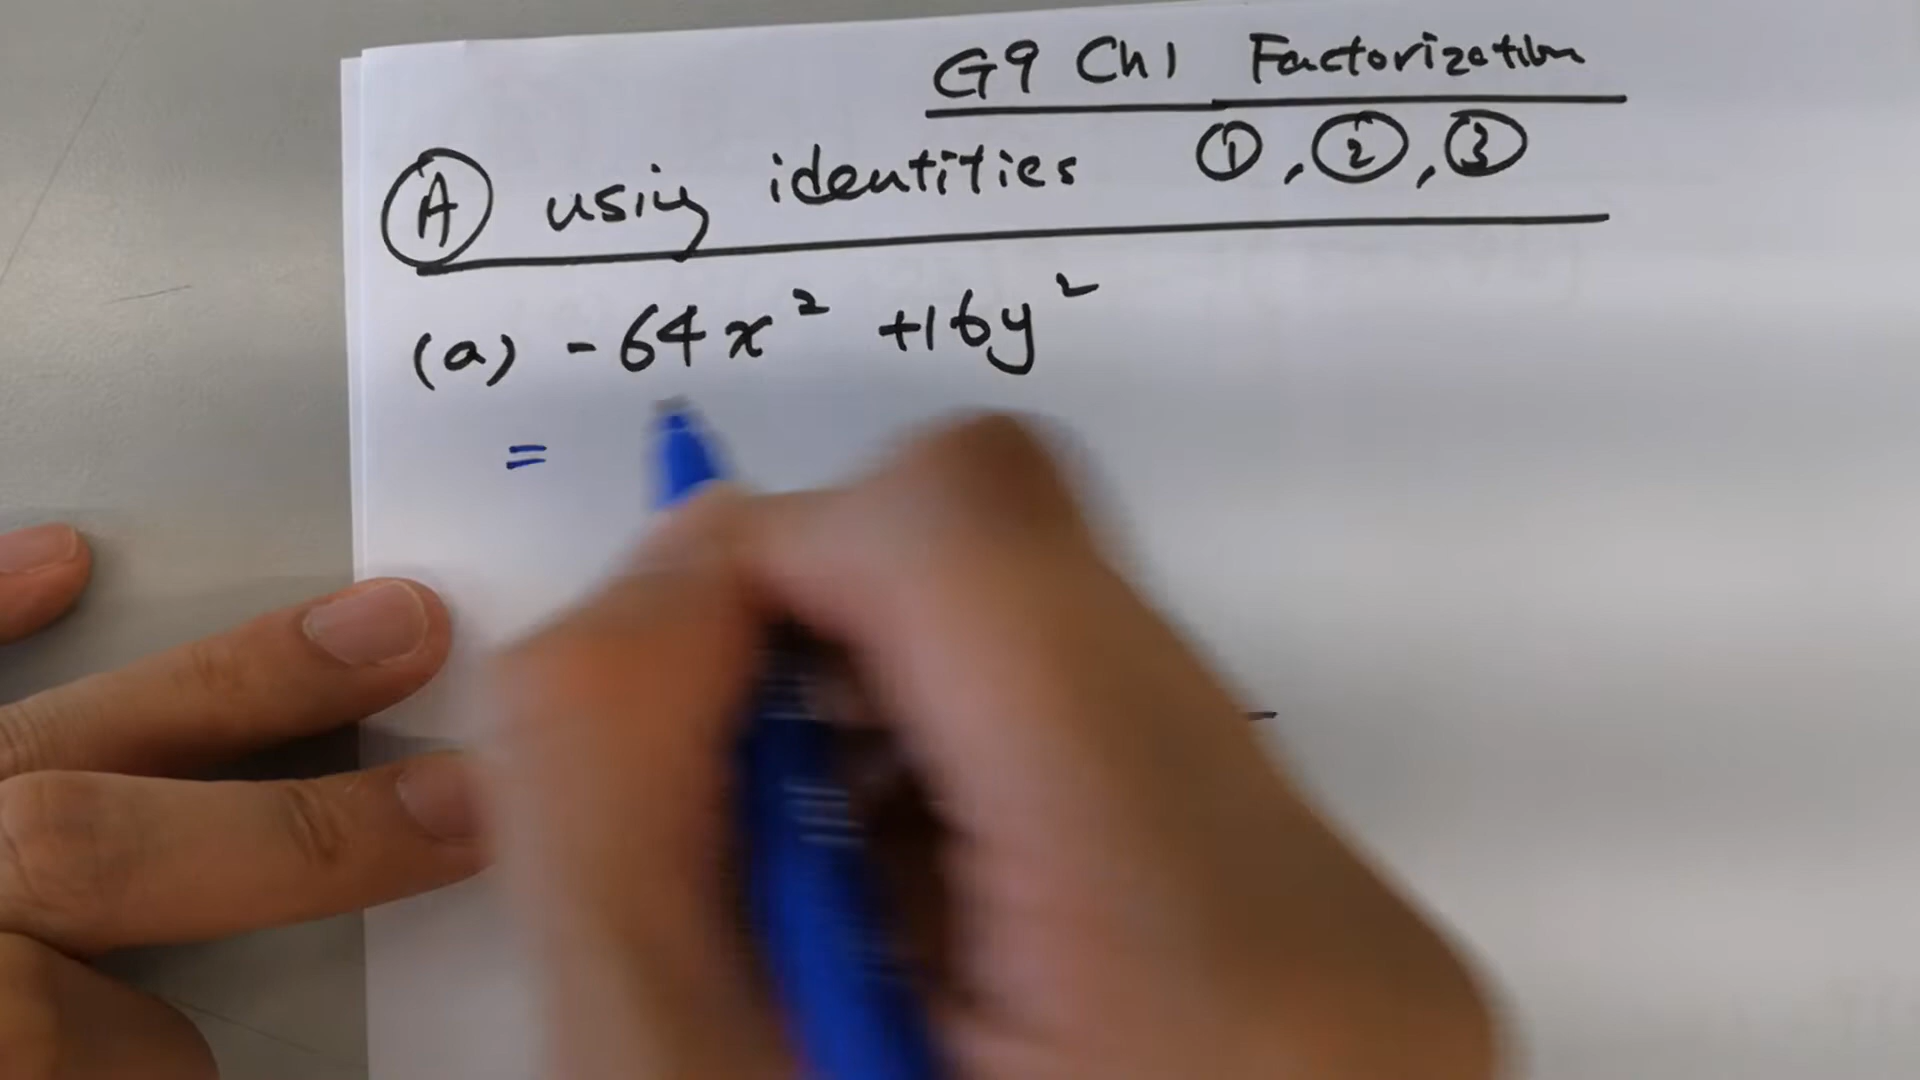 G9 Ch1 Factorization
Ⓐ using identities ①, ②, ③
(a) -64x² +16y²
=